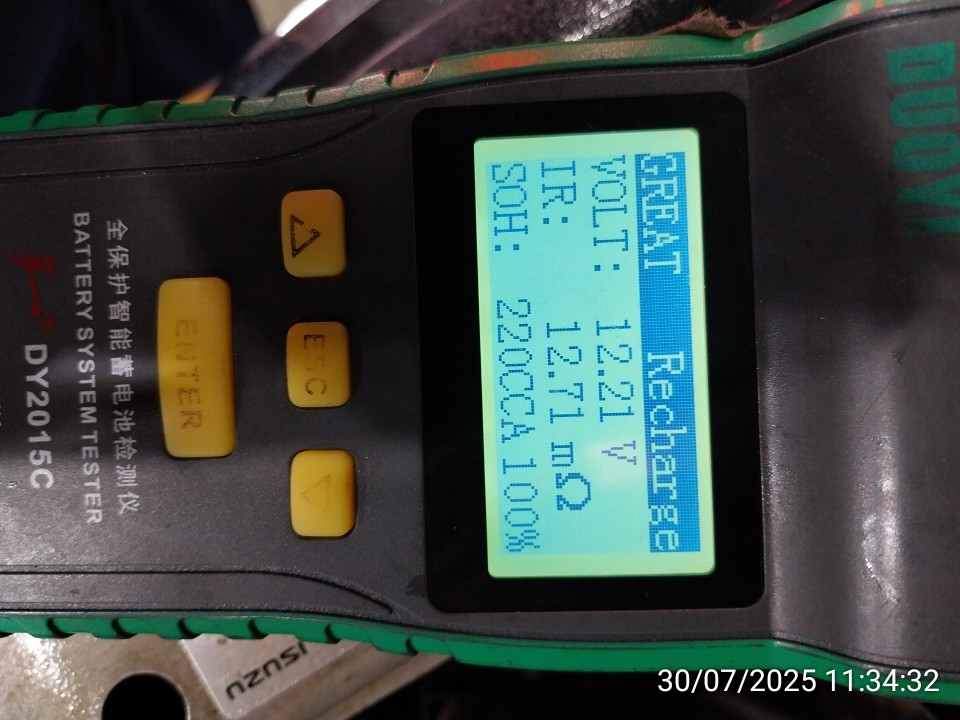 DUOYI
GREAT Recharge
VOLT: 12.21 V
IR: 12.71 mΩ
SOH: 220CCA 100%
ESC
ENTER
全保护智能蓄电池检测仪
BATTERY SYSTEM TESTER
DY2015C
ISUZU
30/07/2025 11:34:32